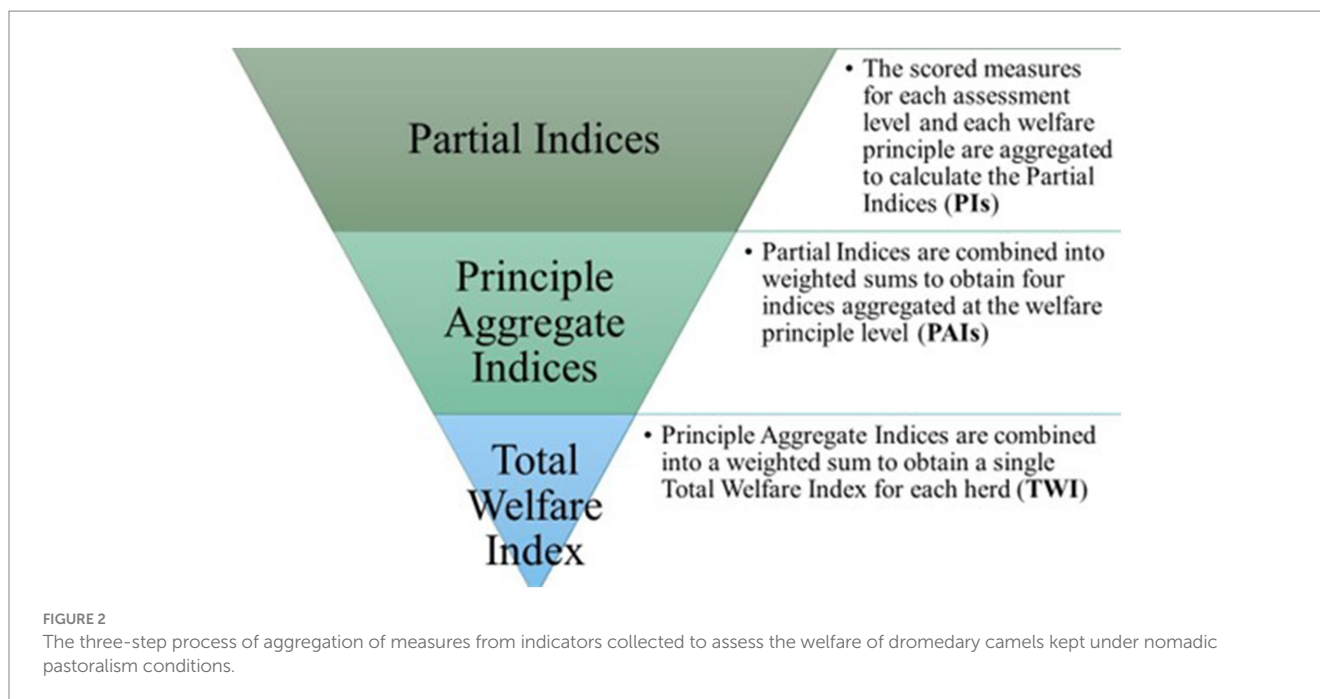 Partial Indices
• The scored measures
for each assessment
level and each welfare
principle are aggregated
to calculate the Partial
Indices (PIs)
Principle
Aggregate
Indices
• Partial Indices are combined into
weighted sums to obtain four
indices aggregated at the welfare
principle level (PAIs)
Total
Welfare
Index
• Principle Aggregate Indices are combined
into a weighted sum to obtain a single
Total Welfare Index for each herd (TWI)
FIGURE 2
The three-step process of aggregation of measures from indicators collected to assess the welfare of dromedary camels kept under nomadic
pastoralism conditions.